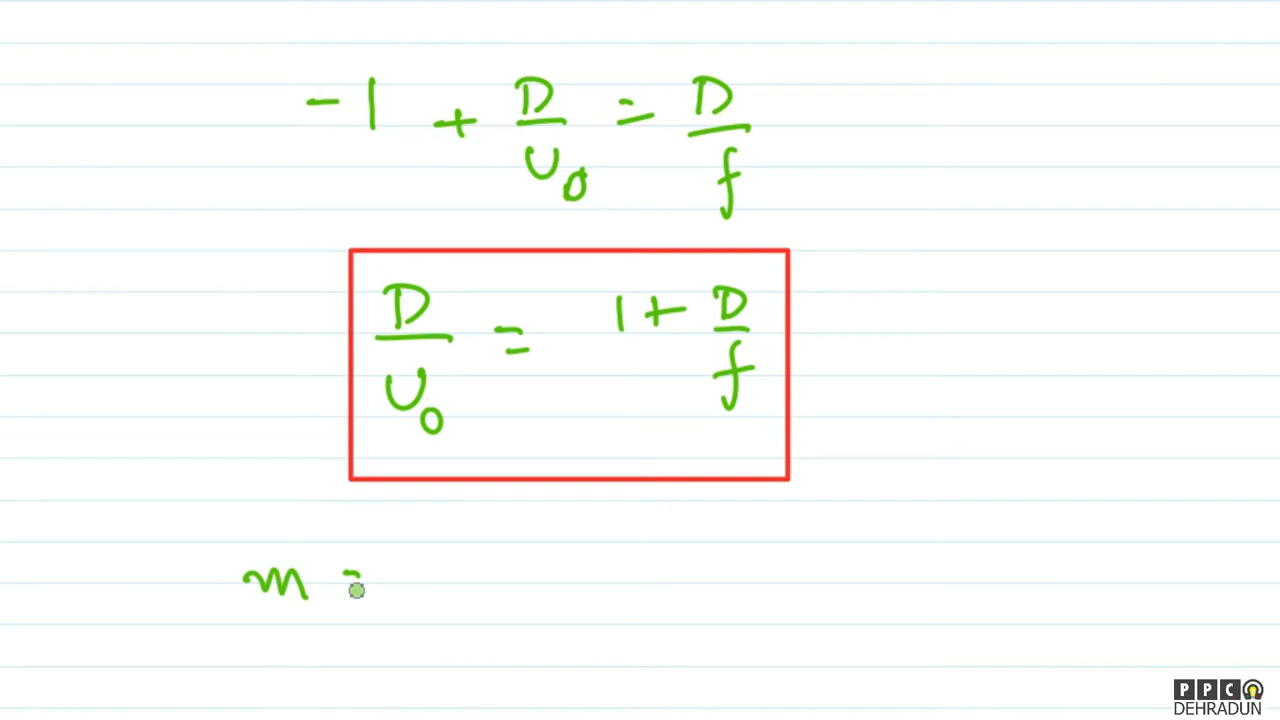 -1 + D/U₀ = D/f
D/U₀ = 1 + D/f
m =
PPC
DEHRADUN